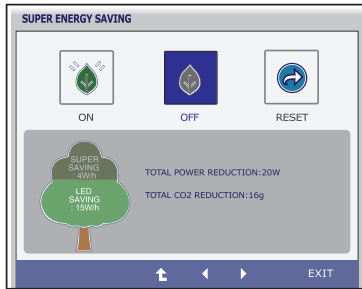 SUPER ENERGY SAVING
ON
OFF
RESET
SUPER
SAVING
: 4W/h
LED
SAVING
: 15W/h
TOTAL POWER REDUCTION:20W
TOTAL CO2 REDUCTION:16g
EXIT